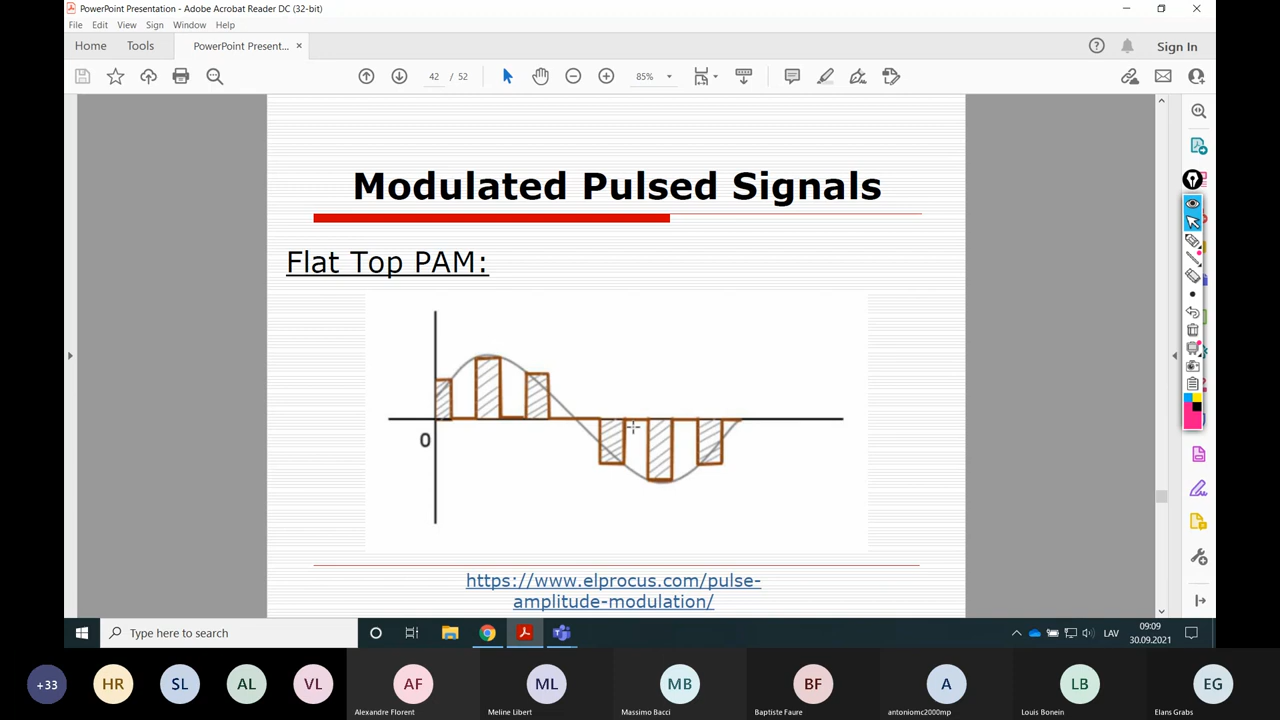 PowerPoint Presentation - Adobe Acrobat Reader DC (32-bit)
File Edit View Sign Window Help
Home Tools PowerPoint Present... × Sign In
42 / 52 85%
Modulated Pulsed Signals
Flat Top PAM:
0
https://www.elprocus.com/pulse-
amplitude-modulation/
Type here to search
LAV
09:09
30.09.2021
+33 HR SL AL VL AF ML MB BF A LB EG
Alexandre Florent Meline Libert Massimo Bacci Baptiste Faure antoniomc2000mp Louis Bonein Elans Grabs